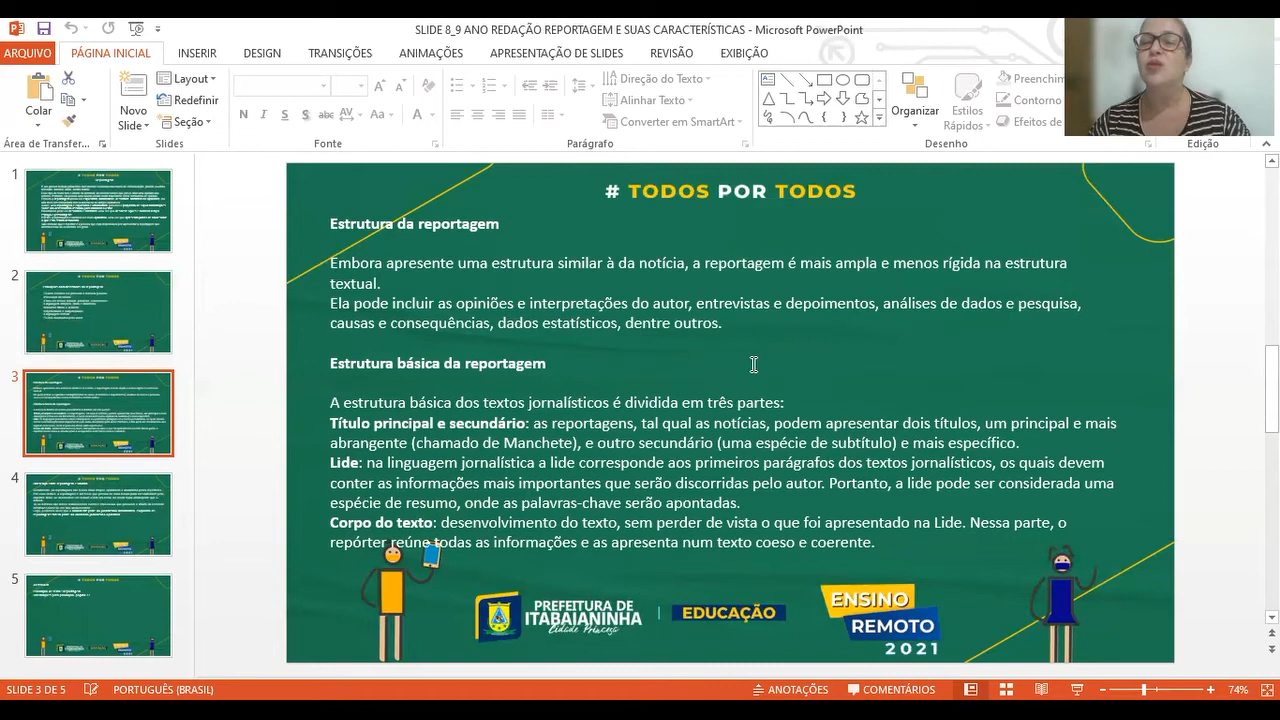 SLIDE 8_9 ANO REDAÇÃO REPORTAGEM E SUAS CARACTERÍSTICAS - Microsoft PowerPoint
ARQUIVO PÁGINA INICIAL INSERIR DESIGN TRANSIÇÕES ANIMAÇÕES APRESENTAÇÃO DE SLIDES REVISÃO EXIBIÇÃO
Colar
Novo
Slide
Layout
Redefinir
Seção
N I S S abc AV Aa A
Direção do Texto
Alinhar Texto
Converter em SmartArt
Organizar
Estilos
Rápidos
Preenchim
Contorno
Efeitos de
Área de Transfer... Slides Fonte Parágrafo Desenho Edição
1
2
3
4
5
# TODOS POR TODOS
Estrutura da reportagem
Embora apresente uma estrutura similar à da notícia, a reportagem é mais ampla e menos rígida na estrutura
textual.
Ela pode incluir as opiniões e interpretações do autor, entrevistas e depoimentos, análises de dados e pesquisa,
causas e consequências, dados estatísticos, dentre outros.
Estrutura básica da reportagem
A estrutura básica dos textos jornalísticos é dividida em três partes:
Título principal e secundário: as reportagens, tal qual as notícias, podem apresentar dois títulos, um principal e mais
abrangente (chamado de Manchete), e outro secundário (uma espécie de subtítulo) e mais específico.
Lide: na linguagem jornalística a lide corresponde aos primeiros parágrafos dos textos jornalísticos, os quais devem
conter as informações mais importantes que serão discorridas pelo autor. Portanto, a lide pode ser considerada uma
espécie de resumo, onde as palavras-chave serão apontadas.
Corpo do texto: desenvolvimento do texto, sem perder de vista o que foi apresentado na Lide. Nessa parte, o
repórter reúne todas as informações e as apresenta num texto coeso e coerente.
PREFEITURA DE
ITABAIANINHA
Cidade Princesa
EDUCAÇÃO
ENSINO
REMOTO
2021
SLIDE 3 DE 5 PORTUGUÊS (BRASIL) ANOTAÇÕES COMENTÁRIOS 74%